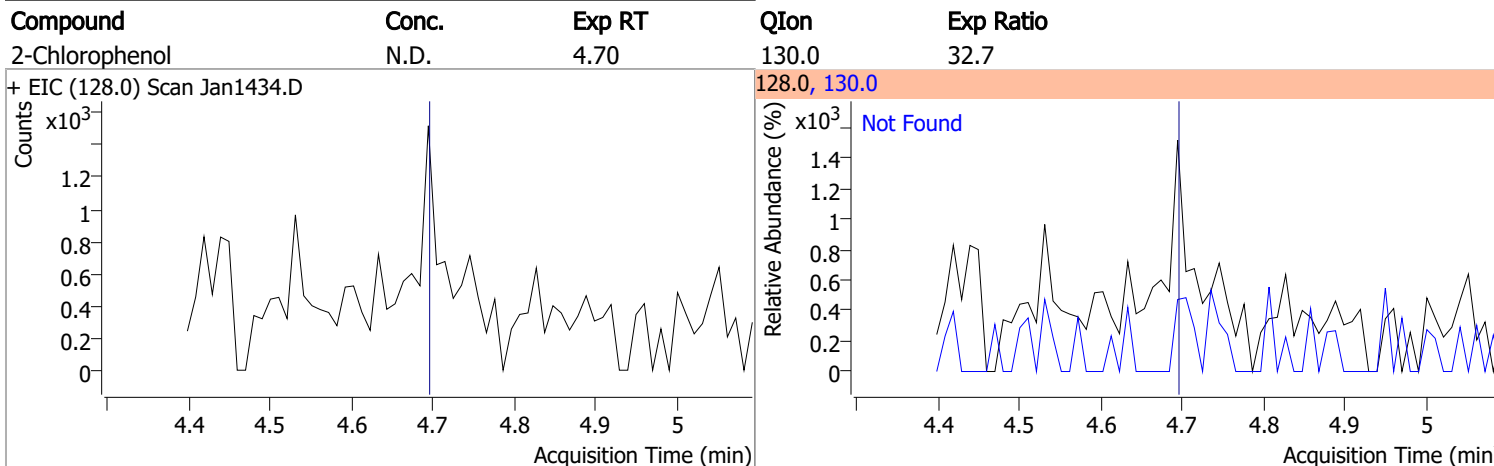 Compound Conc. Exp RT QIon Exp Ratio
2-Chlorophenol N.D. 4.70 130.0 32.7
+ EIC (128.0) Scan Jan1434.D
Counts
x10³
1.2
1
0.8
0.6
0.4
0.2
0
4.4 4.5 4.6 4.7 4.8 4.9 5
Acquisition Time (min)
128.0, 130.0
Relative Abundance (%)
x10³
Not Found
1.4
1.2
1
0.8
0.6
0.4
0.2
0
4.4 4.5 4.6 4.7 4.8 4.9 5
Acquisition Time (min